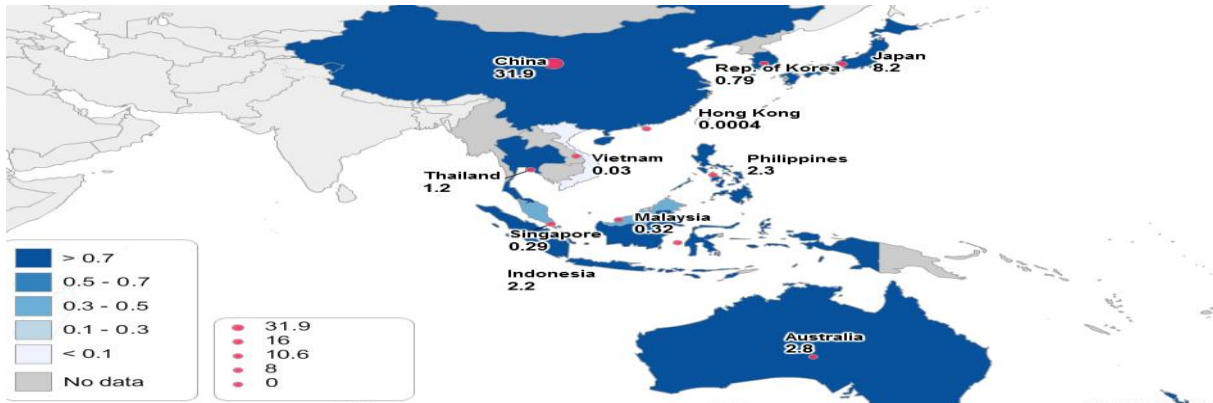 China
31.9
Rep. of Korea
0.79
Japan
8.2
Hong Kong
0.0004
Vietnam
0.03
Philippines
2.3
Thailand
1.2
Malaysia
0.32
Singapore
0.29
Indonesia
2.2
Australia
2.8
> 0.7
0.5 - 0.7
0.3 - 0.5
0.1 - 0.3
< 0.1
No data
31.9
16
10.6
8
0